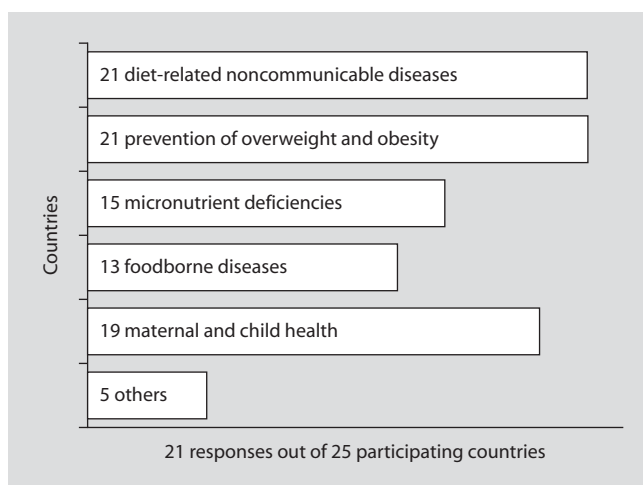 21 diet-related noncommunicable diseases
21 prevention of overweight and obesity
15 micronutrient deficiencies
13 foodborne diseases
19 maternal and child health
5 others
Countries
21 responses out of 25 participating countries